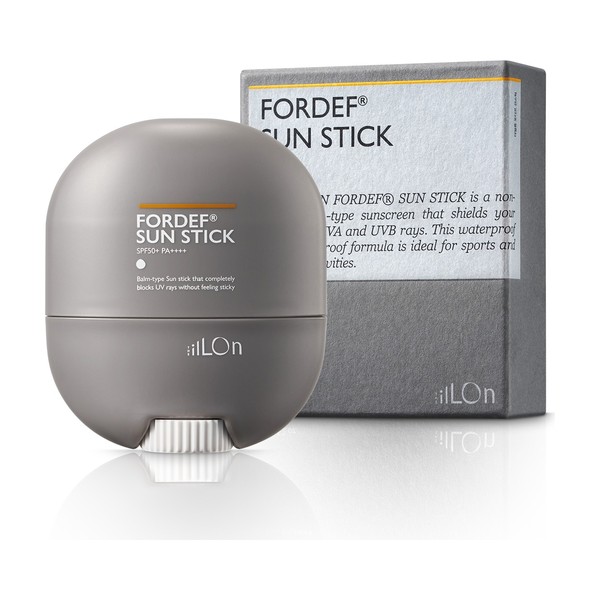 FORDEF®
SUN STICK
SPF50+ PA++++
Balm-type Sun stick that completely
blocks UV rays without feeling sticky
ilLOn
FORDEF®
SUN STICK
N FORDEF® SUN STICK is a non-
-type sunscreen that shields your
VA and UVB rays. This waterproof
oof formula is ideal for sports and
vities.
ilLOn